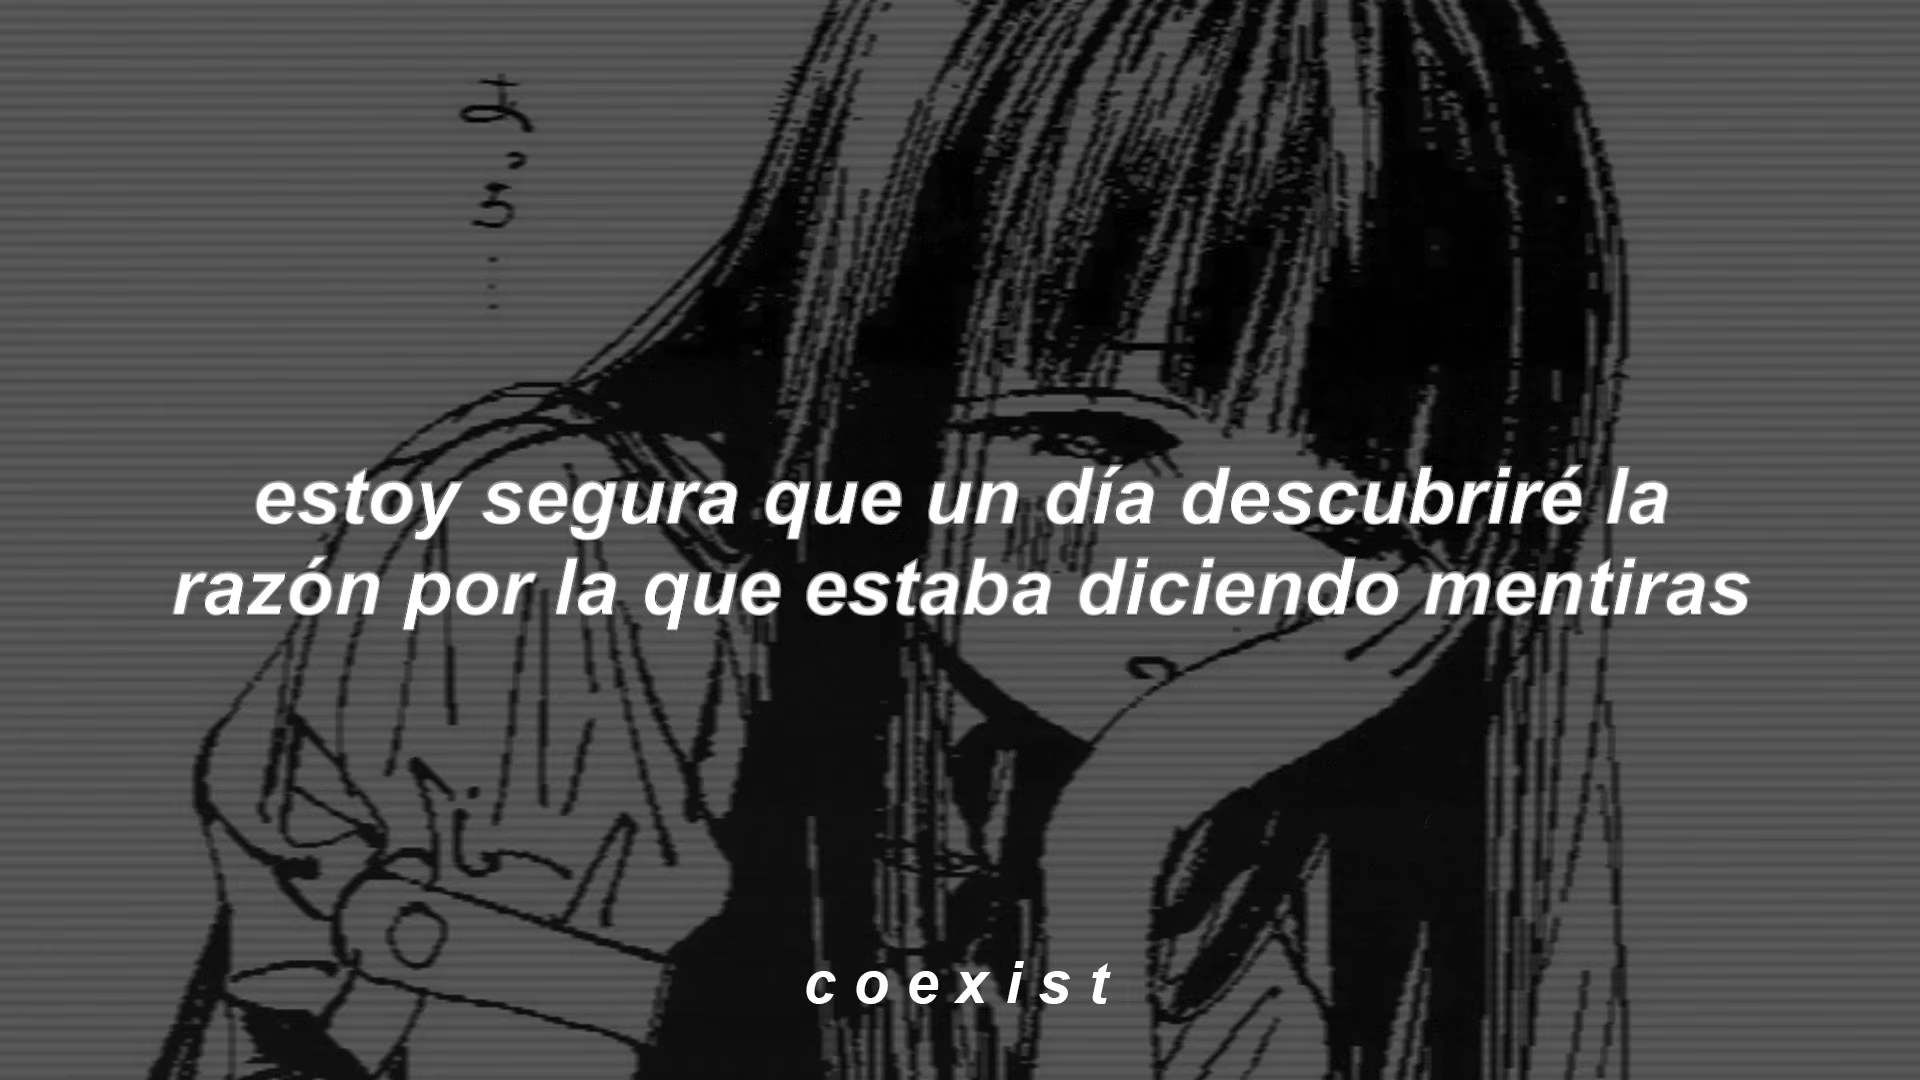 estoy segura que un día descubriré la
razón por la que estaba diciendo mentiras
c o e x i s t